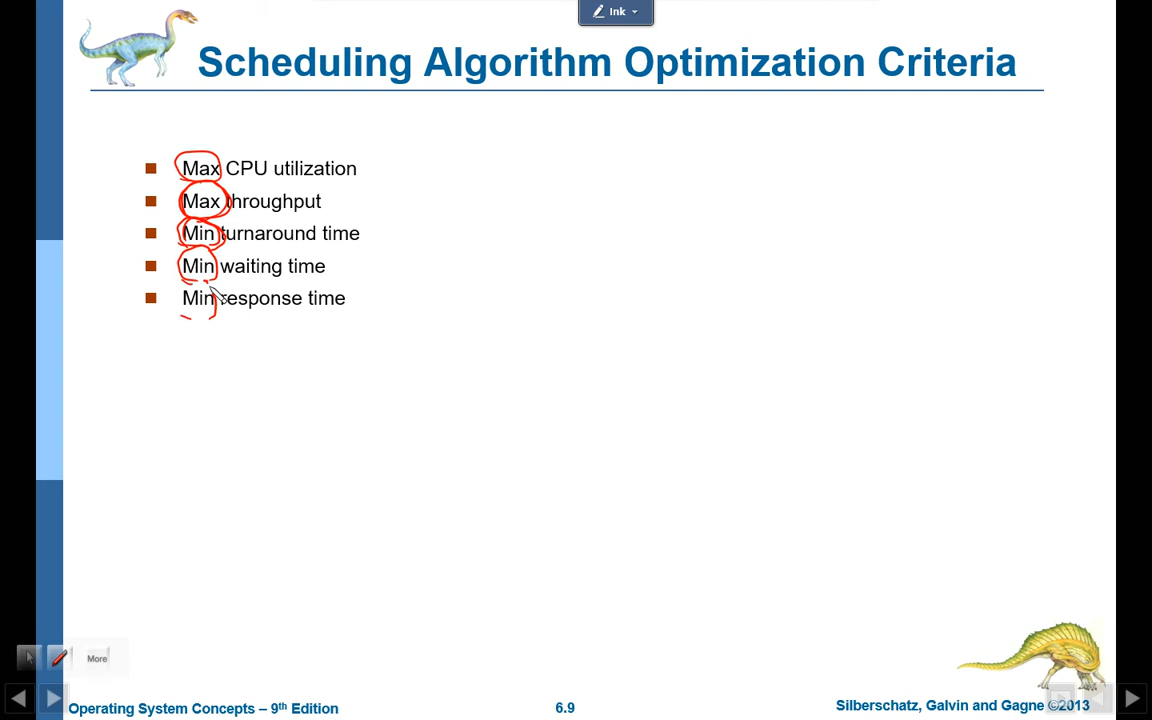 Ink
Scheduling Algorithm Optimization Criteria
Max CPU utilization
Max throughput
Min turnaround time
Min waiting time
Min response time
More
Operating System Concepts – 9th Edition
6.9
Silberschatz, Galvin and Gagne ©2013